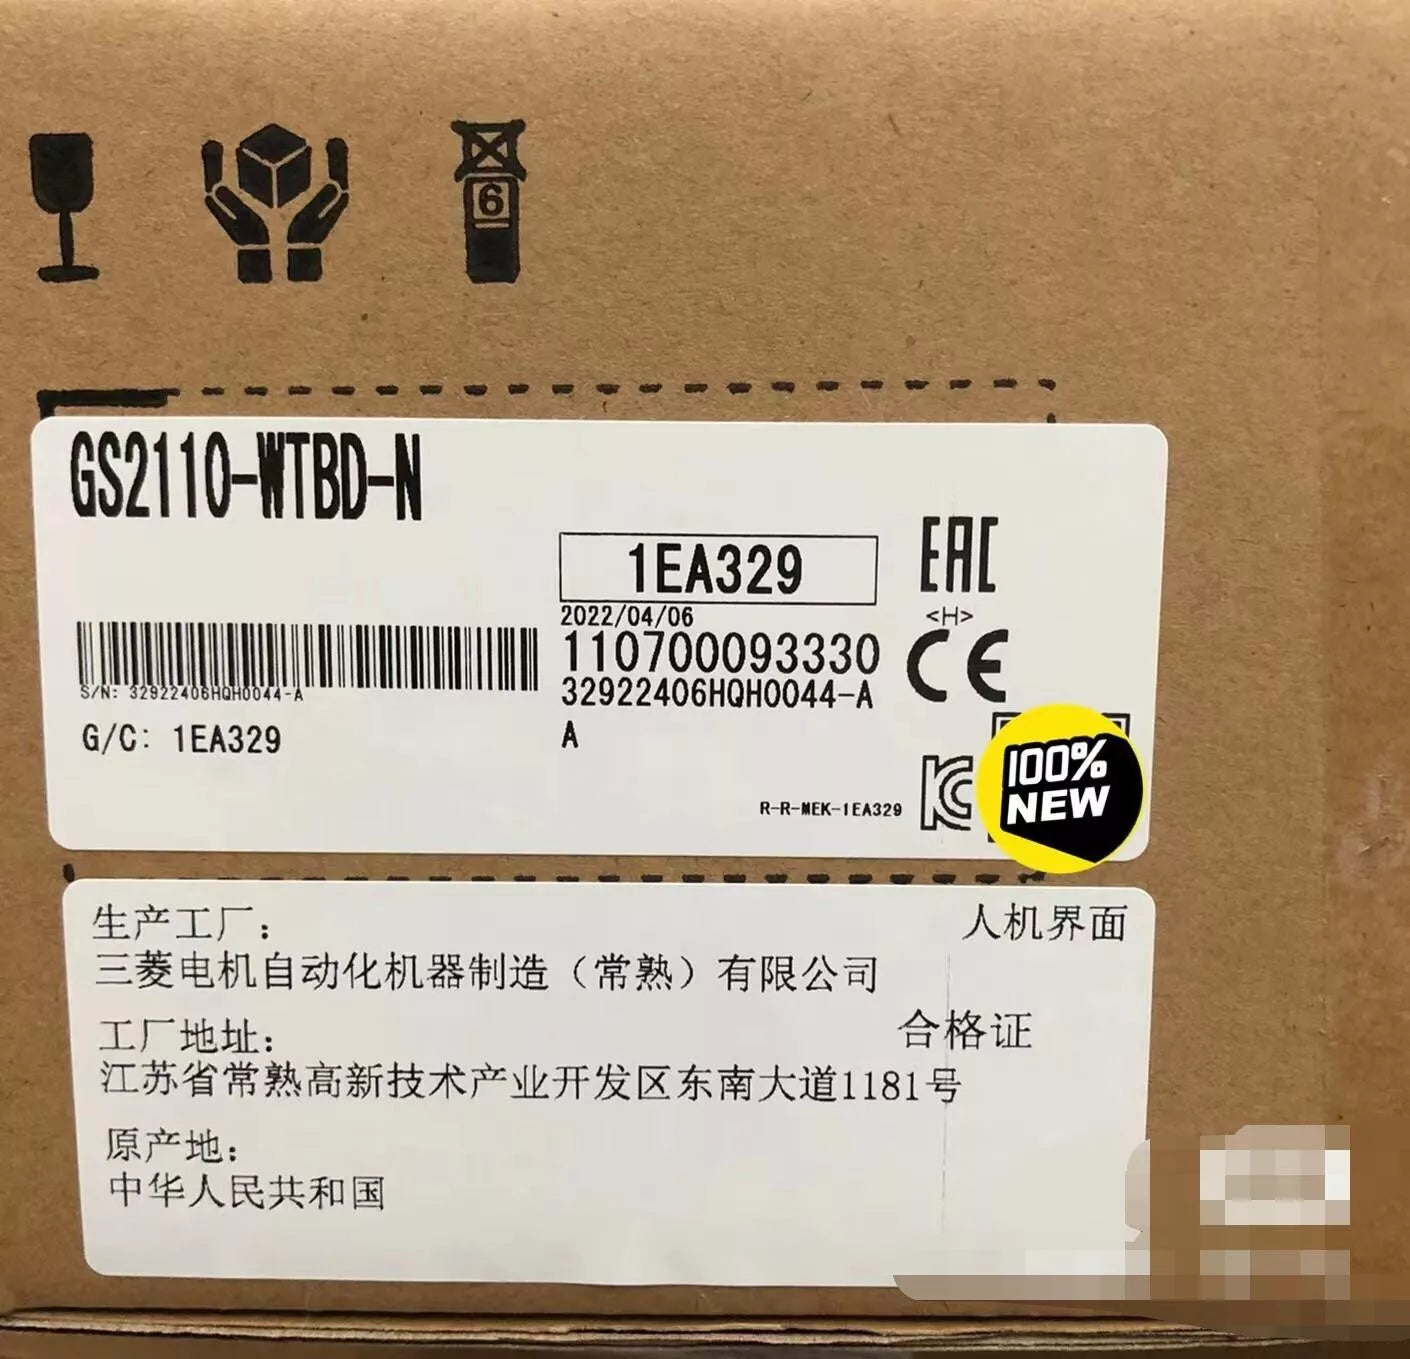 6
GS2110-WTBD-N
1EA329
2022/04/06
110700093330
32922406HQH0044-A
A
EAC
<H>
CE
S/N: 32922406HQH0044-A
G/C: 1EA329
R-R-MEK-1EA329
KC
100%
NEW
生产工厂:
人机界面
三菱电机自动化机器制造（常熟）有限公司
工厂地址:
合格证
江苏省常熟高新技术产业开发区东南大道1181号
原产地:
中华人民共和国